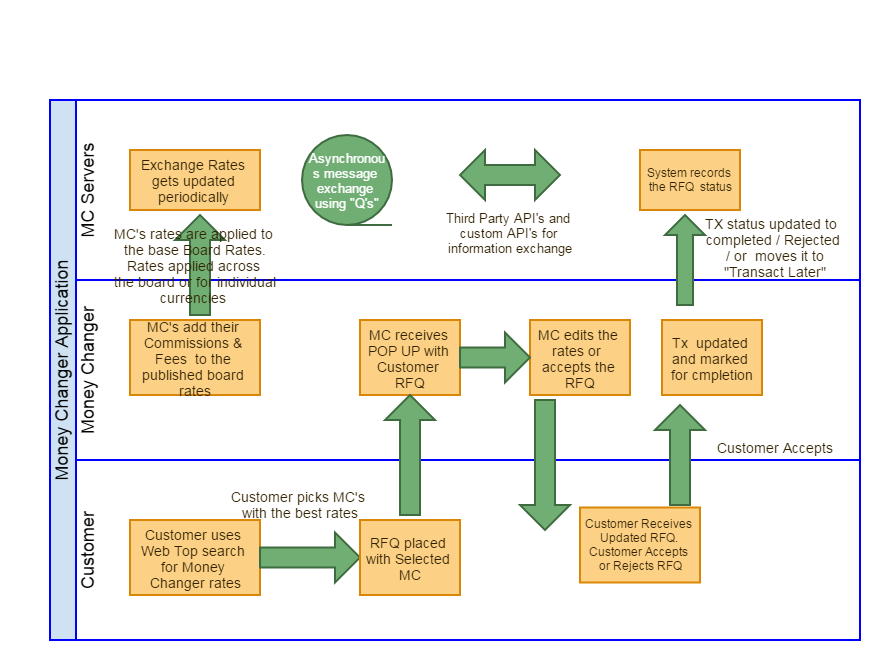 Money Changer Application
MC Servers
Exchange Rates
gets updated
periodically
Asynchronou
s message
exchange
using "Q's"
Third Party API's and
custom API's for
information exchange
System records
the RFQ status
MC's rates are applied to
the base Board Rates.
Rates applied across
the board or for individual
currencies
TX status updated to
completed / Rejected
/ or moves it to
"Transact Later"
Money Changer
MC's add their
Commissions &
Fees to the
published board
rates
MC receives
POP UP with
Customer
RFQ
MC edits the
rates or
accepts the
RFQ
Tx updated
and marked
for cmpletion
Customer Accepts
Customer
Customer uses
Web Top search
for Money
Changer rates
Customer picks MC's
with the best rates
RFQ placed
with Selected
MC
Customer Receives
Updated RFQ.
Customer Accepts
or Rejects RFQ